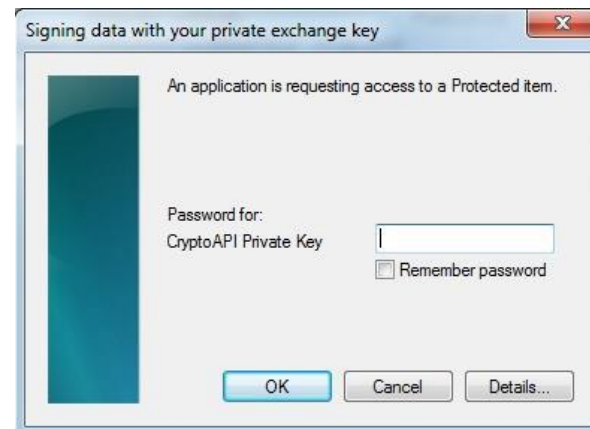 Signing data with your private exchange key
An application is requesting access to a Protected item.
Password for:
CryptoAPI Private Key
Remember password
OK
Cancel
Details...